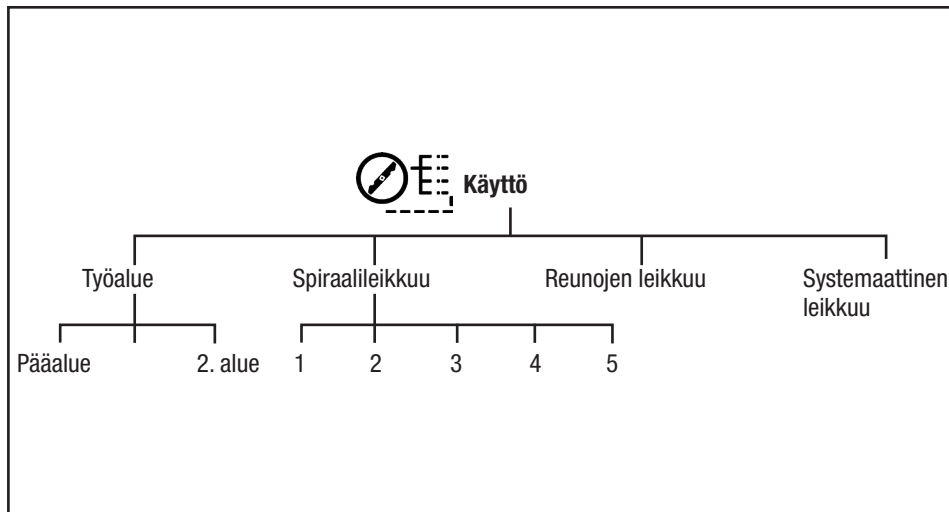 Käyttö
Työalue
Spiraalileikkuu
Reunojen leikkuu
Systemaattinen
leikkuu
Pääalue
2. alue
1
2
3
4
5